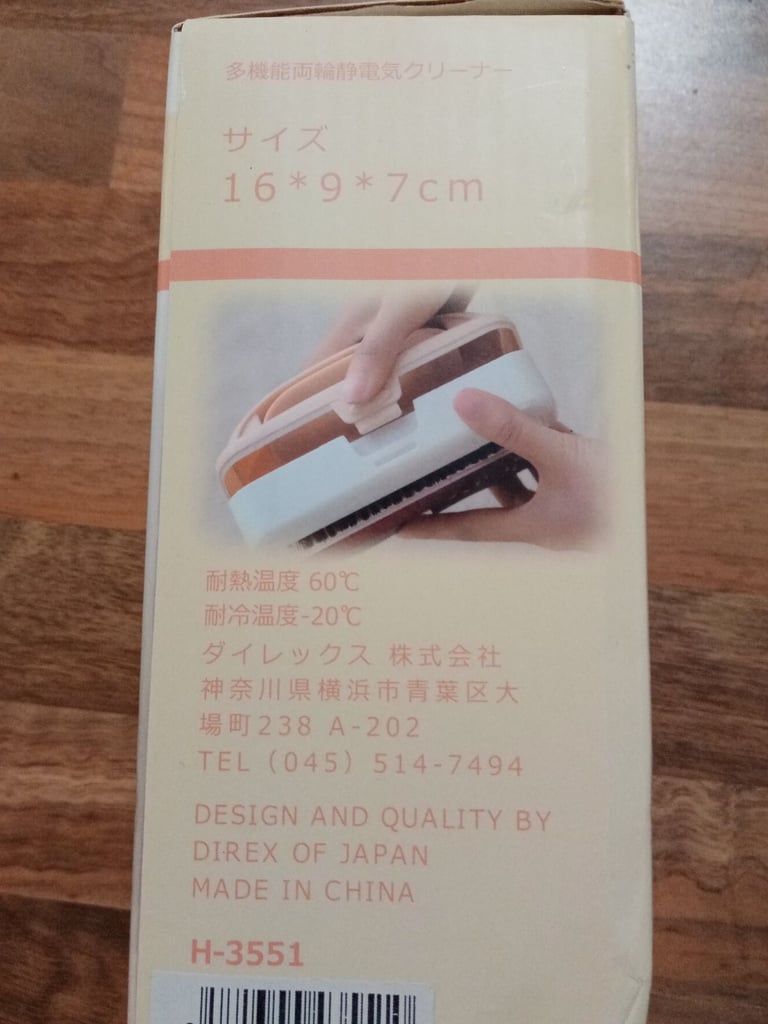 多機能両輪静電気クリーナー
サイズ
16*9*7cm
耐熱温度 60℃
耐冷温度-20℃
ダイレックス 株式会社
神奈川県横浜市青葉区大
場町238 A-202
TEL（045）514-7494
DESIGN AND QUALITY BY
DI-REX OF JAPAN
MADE IN CHINA
H-3551